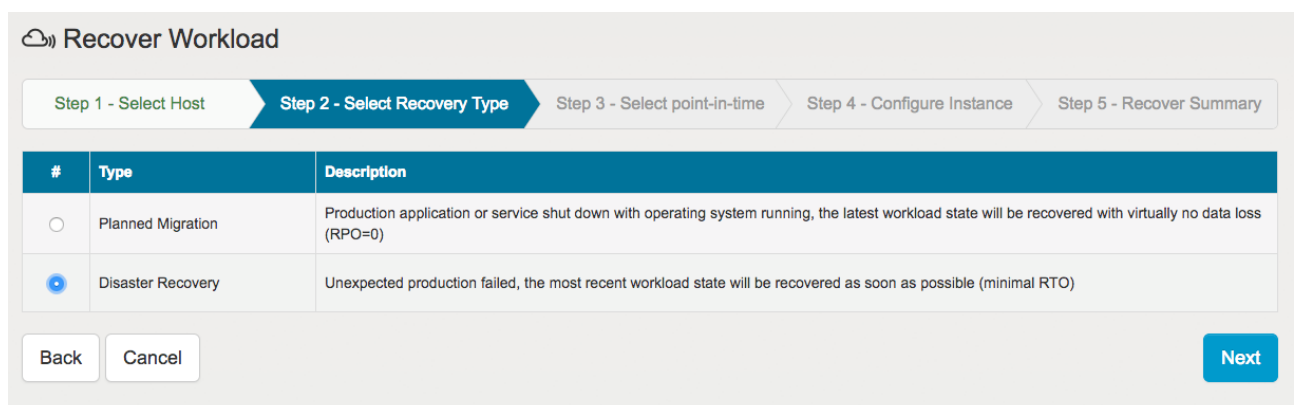 Recover Workload
Step 1 - Select Host
Step 2 - Select Recovery Type
Step 3 - Select point-in-time
Step 4 - Configure Instance
Step 5 - Recover Summary
# Type Description
Planned Migration
Production application or service shut down with operating system running, the latest workload state will be recovered with virtually no data loss
(RPO=0)
Disaster Recovery
Unexpected production failed, the most recent workload state will be recovered as soon as possible (minimal RTO)
Back
Cancel
Next